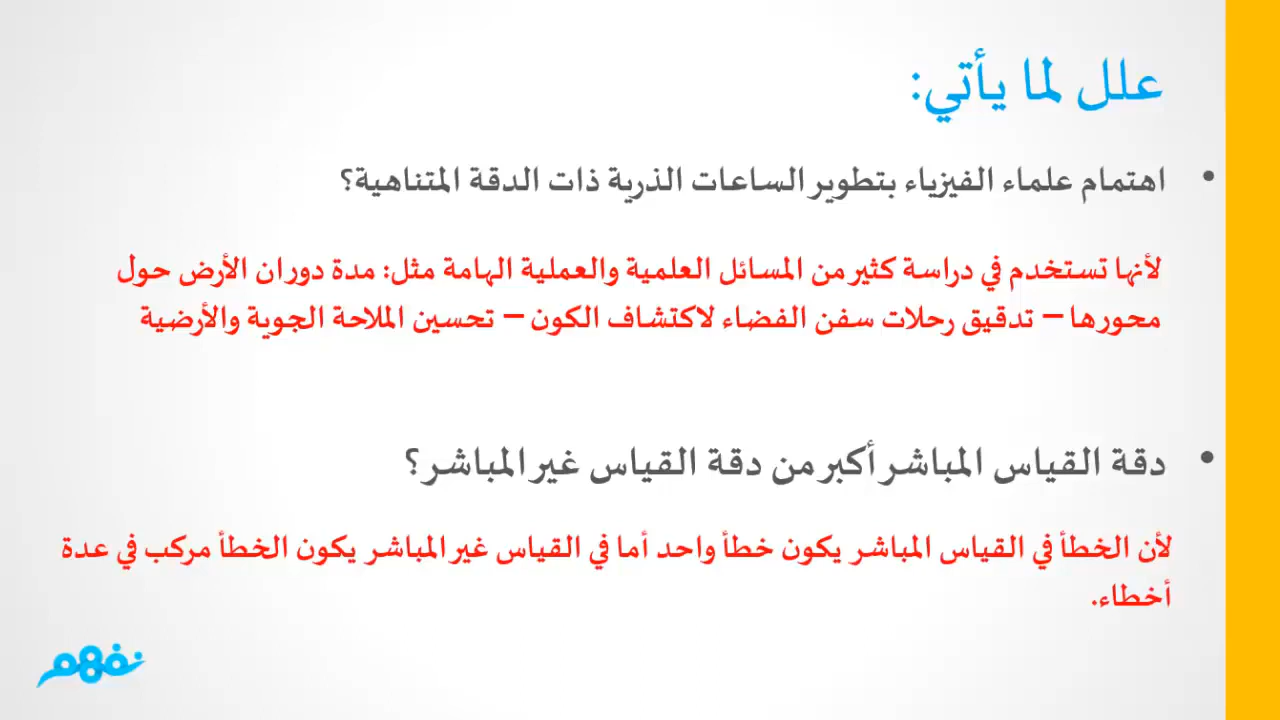 علل لما يأتي:
• اهتمام علماء الفيزياء بتطوير الساعات الذرية ذات الدقة المتناهية؟
لأنها تستخدم في دراسة كثير من المسائل العلمية والعملية الهامة مثل: مدة دوران الأرض حول
محورها – تدقيق رحلات سفن الفضاء لاكتشاف الكون – تحسين الملاحة الجوية والأرضية
• دقة القياس المباشر أكبر من دقة القياس غير المباشر؟
لأن الخطأ في القياس المباشر يكون خطأ واحد أما في القياس غير المباشر يكون الخطأ مركب في عدة
أخطاء.
نفهم